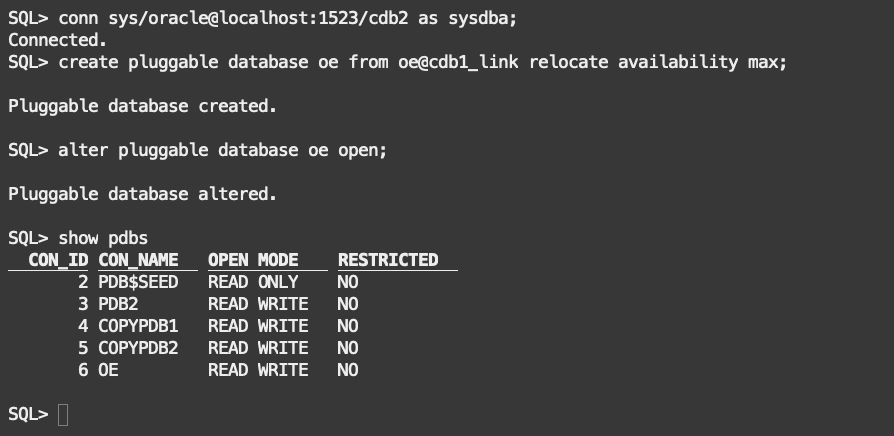 SQL> conn sys/oracle@localhost:1523/cdb2 as sysdba;
Connected.
SQL> create pluggable database oe from oe@cdb1_link relocate availability max;
Pluggable database created.
SQL> alter pluggable database oe open;
Pluggable database altered.
SQL> show pdbs
CON_ID CON_NAME OPEN MODE RESTRICTED
2 PDB$SEED READ ONLY NO
3 PDB2 READ WRITE NO
4 COPYPDB1 READ WRITE NO
5 COPYPDB2 READ WRITE NO
6 OE READ WRITE NO
SQL>